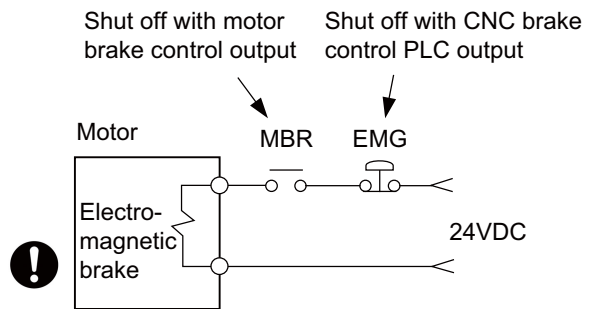 Shut off with motor
brake control output
Shut off with CNC brake
control PLC output
Motor
MBR
EMG
Electro-
magnetic
brake
24VDC